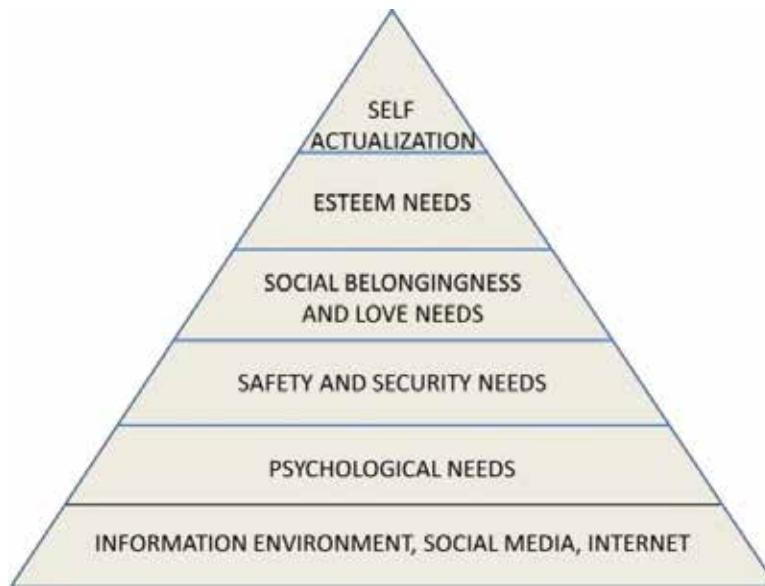 SELF
ACTUALIZATION
ESTEEM NEEDS
SOCIAL BELONGINGNESS
AND LOVE NEEDS
SAFETY AND SECURITY NEEDS
PSYCHOLOGICAL NEEDS
INFORMATION ENVIRONMENT, SOCIAL MEDIA, INTERNET